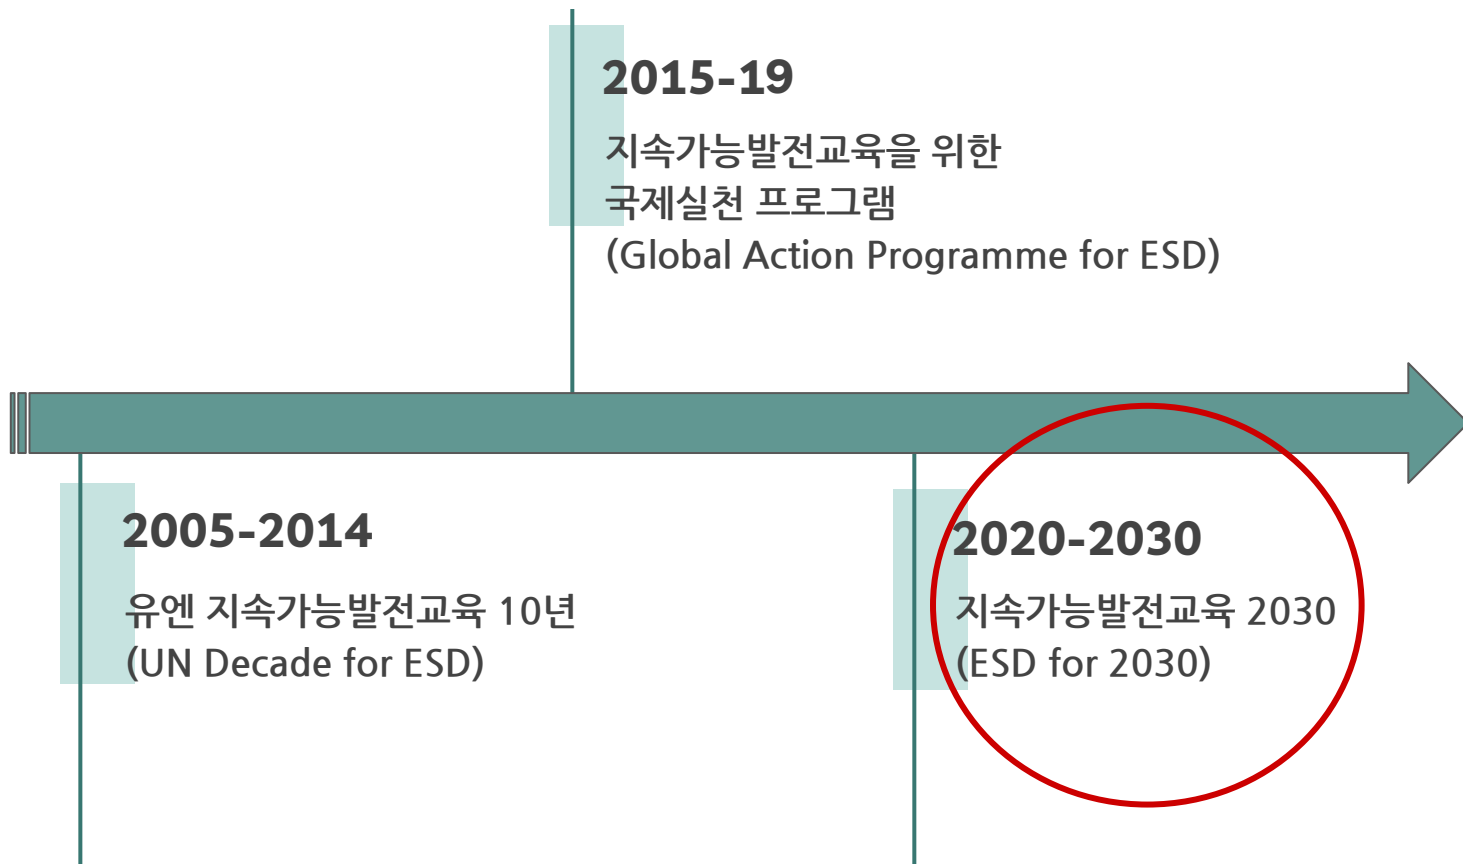 2015-19
지속가능발전교육을 위한
국제실천 프로그램
(Global Action Programme for ESD)
2005-2014
유엔 지속가능발전교육 10년
(UN Decade for ESD)
2020-2030
지속가능발전교육 2030
(ESD for 2030)